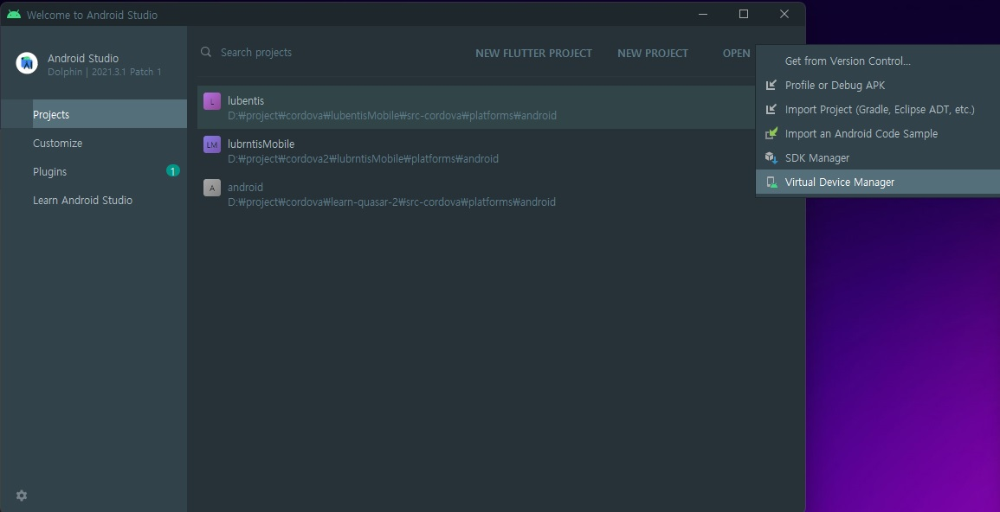 Welcome to Android Studio
Android Studio
Dolphin | 2021.3.1 Patch 1
Projects
Customize
Plugins
1
Learn Android Studio
Search projects
NEW FLUTTER PROJECT
NEW PROJECT
OPEN
L
lubentis
D:₩project₩cordova₩lubentisMobile₩src-cordova₩platforms₩android
LM
lubrntisMobile
D:₩project₩cordova2₩lubrntisMobile₩platforms₩android
A
android
D:₩project₩cordova₩learn-quasar-2₩src-cordova₩platforms₩android
Get from Version Control...
Profile or Debug APK
Import Project (Gradle, Eclipse ADT, etc.)
Import an Android Code Sample
SDK Manager
Virtual Device Manager